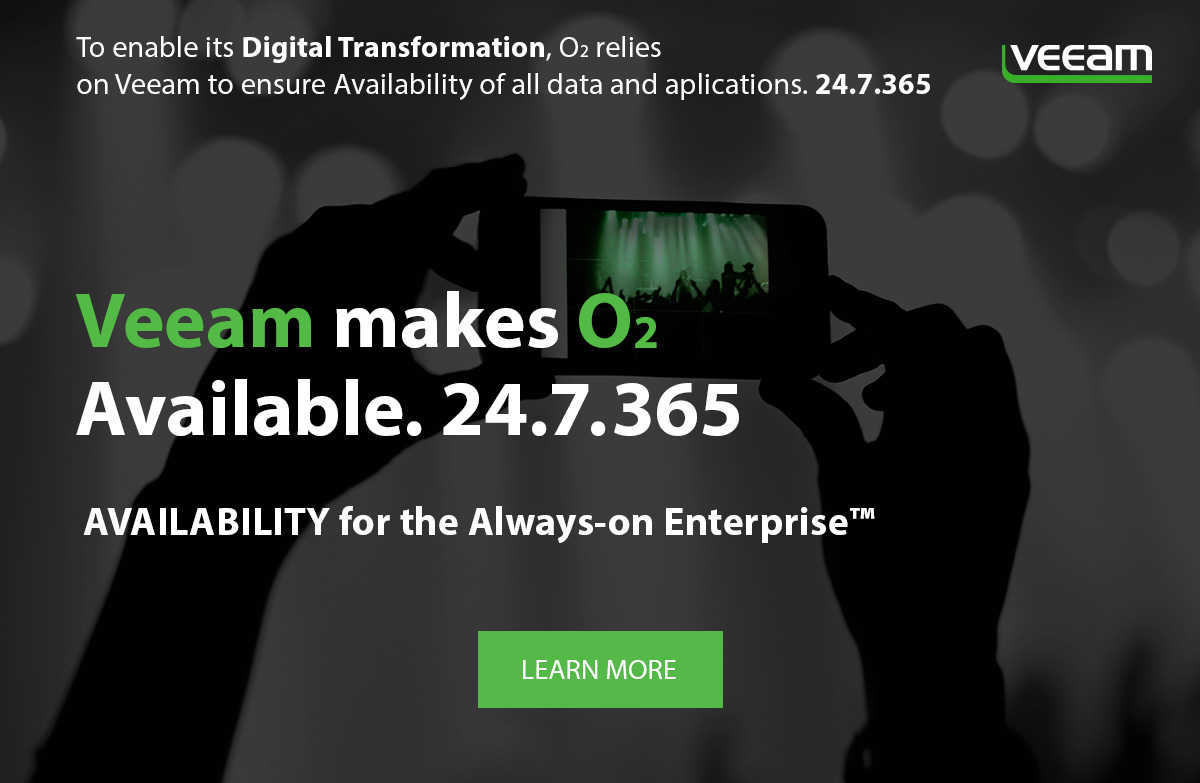 To enable its Digital Transformation, O₂ relies
on Veeam to ensure Availability of all data and aplications. 24.7.365
veeam
Veeam makes O₂
Available. 24.7.365
AVAILABILITY for the Always-on Enterprise™
LEARN MORE